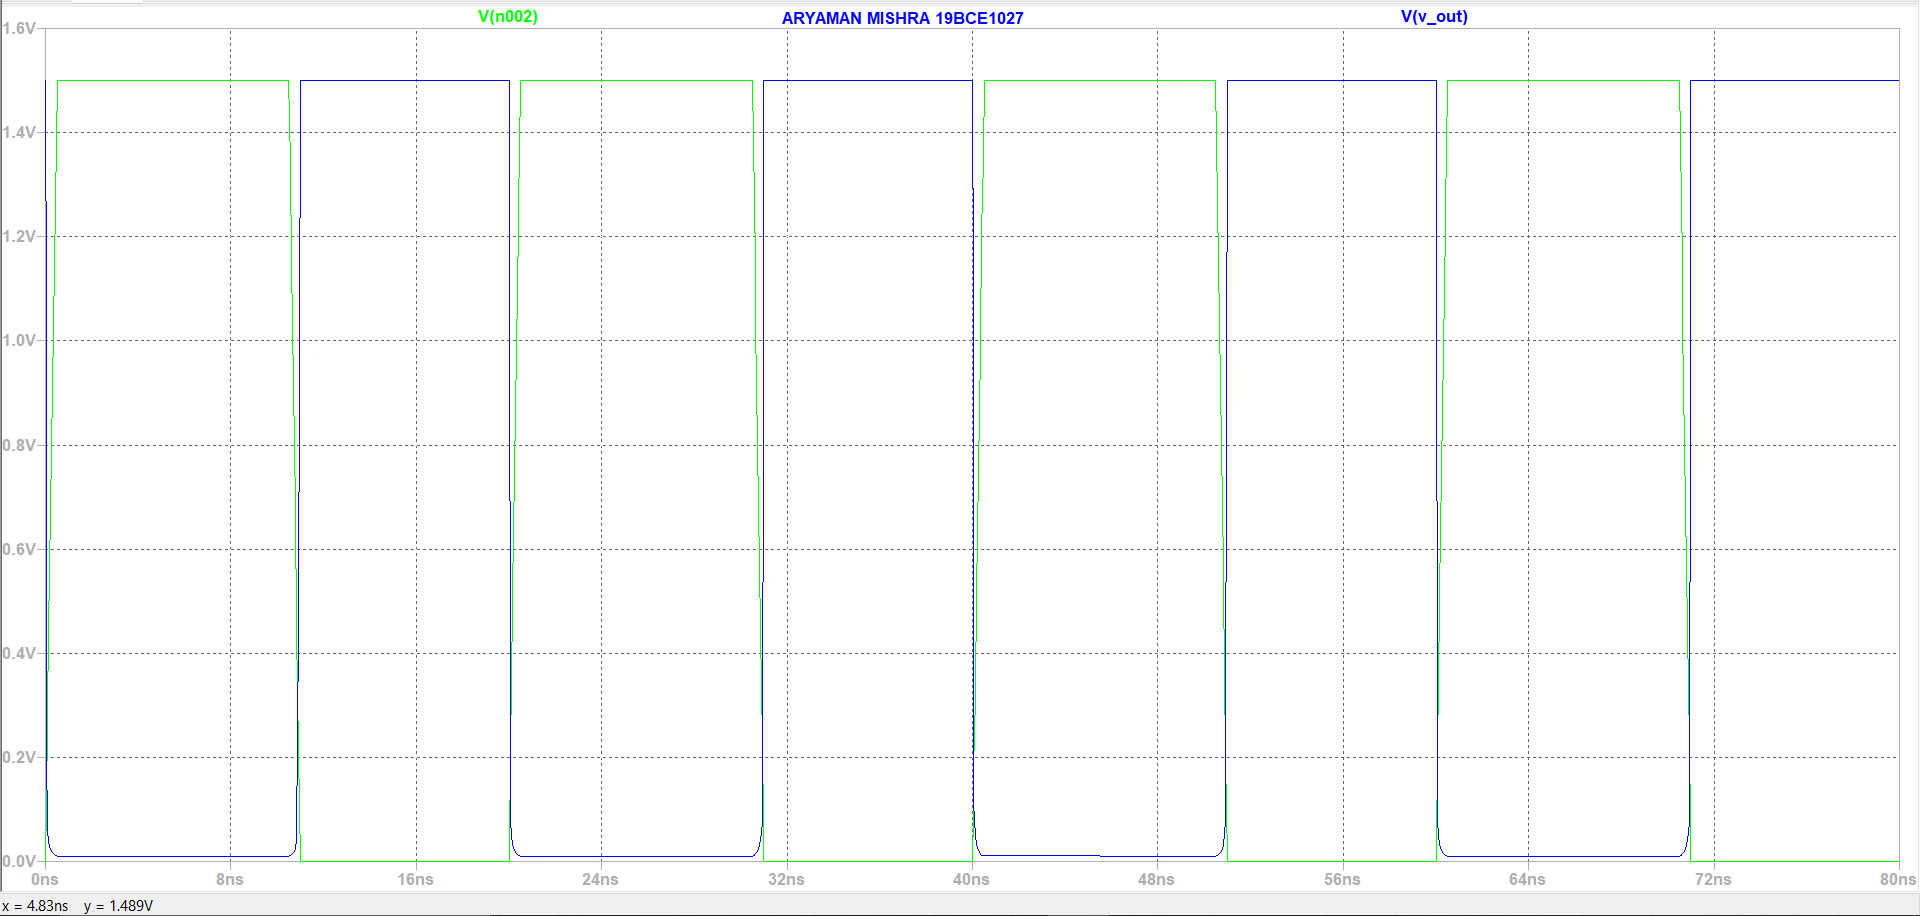 V(n002) ARYAMAN MISHRA 19BCE1027 V(v_out)
1.6V
1.4V
1.2V
1.0V
0.8V
0.6V
0.4V
0.2V
0.0V
0ns 8ns 16ns 24ns 32ns 40ns 48ns 56ns 64ns 72ns 80ns
x = 4.83ns y = 1.489V